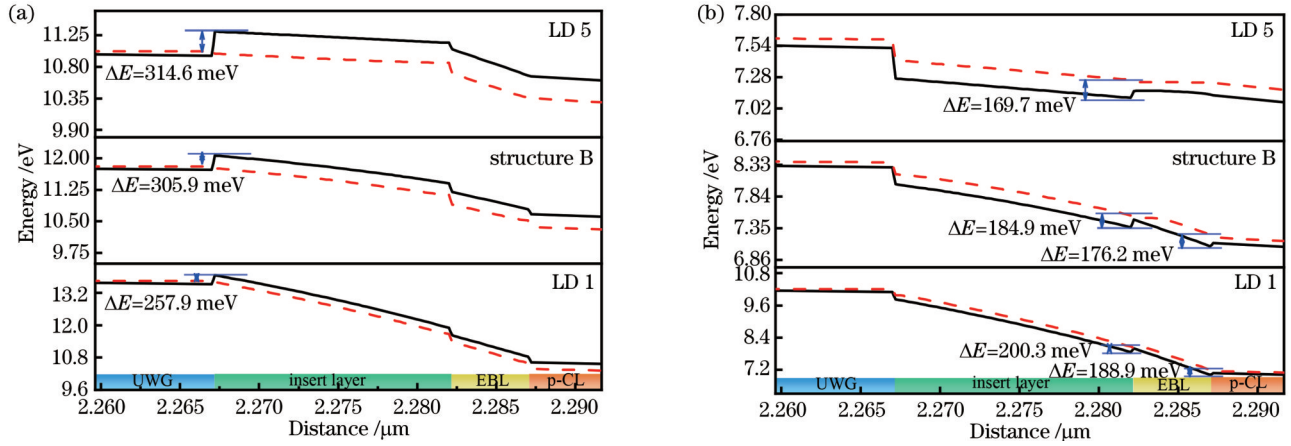 (a)
LD 5
11.25
10.80
10.35
9.90
ΔE=314.6 meV
structure B
12.00
11.25
10.50
9.75
ΔE=305.9 meV
Energy /eV
LD 1
13.2
12.0
10.8
9.6
ΔE=257.9 meV
UWG insert layer EBL p-CL
2.260 2.265 2.270 2.275 2.280 2.285 2.290
Distance /μm
(b)
LD 5
7.80
7.54
7.28
7.02
6.76
ΔE=169.7 meV
structure B
8.33
7.84
7.35
6.86
ΔE=184.9 meV
ΔE=176.2 meV
Energy /eV
LD 1
10.8
9.6
8.4
7.2
ΔE=200.3 meV
ΔE=188.9 meV
UWG insert layer EBL p-CL
2.260 2.265 2.270 2.275 2.280 2.285 2.290
Distance /μm